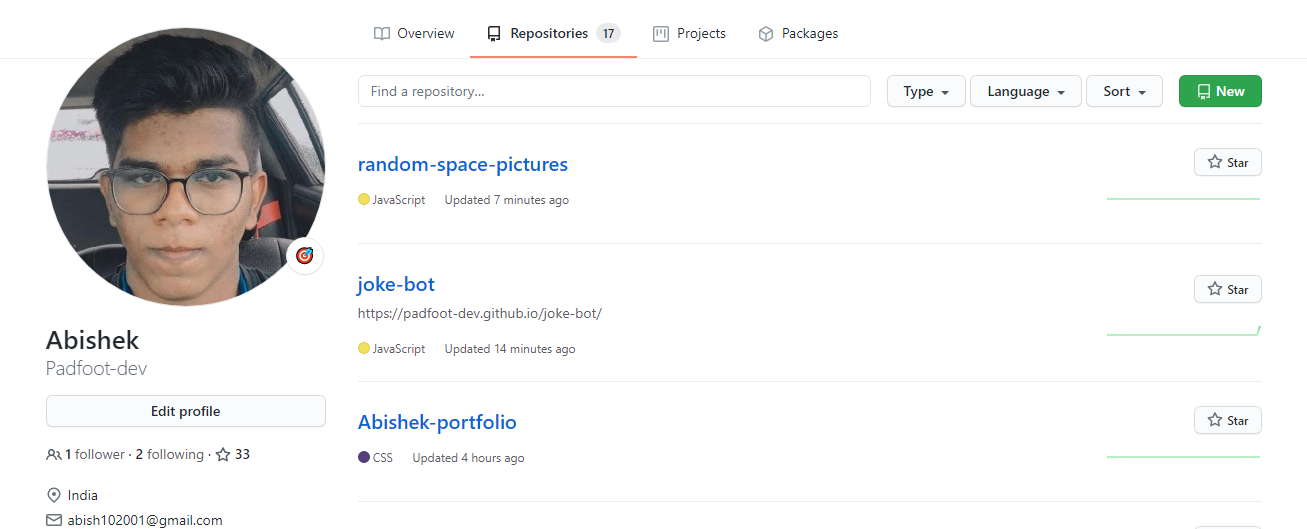 Overview Repositories 17 Projects Packages
Find a repository... Type Language Sort New
random-space-pictures Star
JavaScript Updated 7 minutes ago
joke-bot Star
https://padfoot-dev.github.io/joke-bot/
JavaScript Updated 14 minutes ago
Abishek-portfolio Star
CSS Updated 4 hours ago
Abishek
Padfoot-dev
Edit profile
1 follower · 2 following · 33
India
abish102001@gmail.com